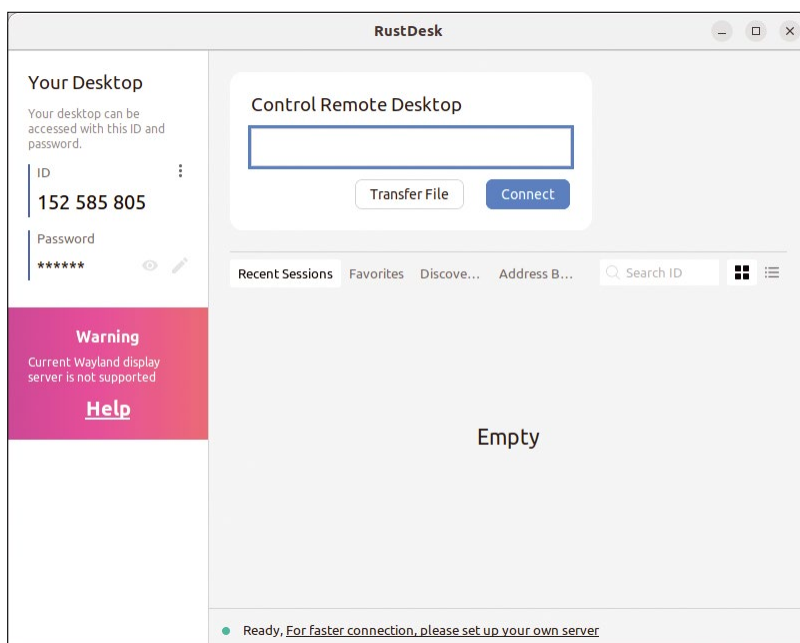 RustDesk
Your Desktop
Your desktop can be
accessed with this ID and
password.
ID
152 585 805
Password
******
Warning
Current Wayland display
server is not supported
Help
Control Remote Desktop
Transfer File
Connect
Recent Sessions Favorites Discove... Address B... Search ID
Empty
Ready, For faster connection, please set up your own server